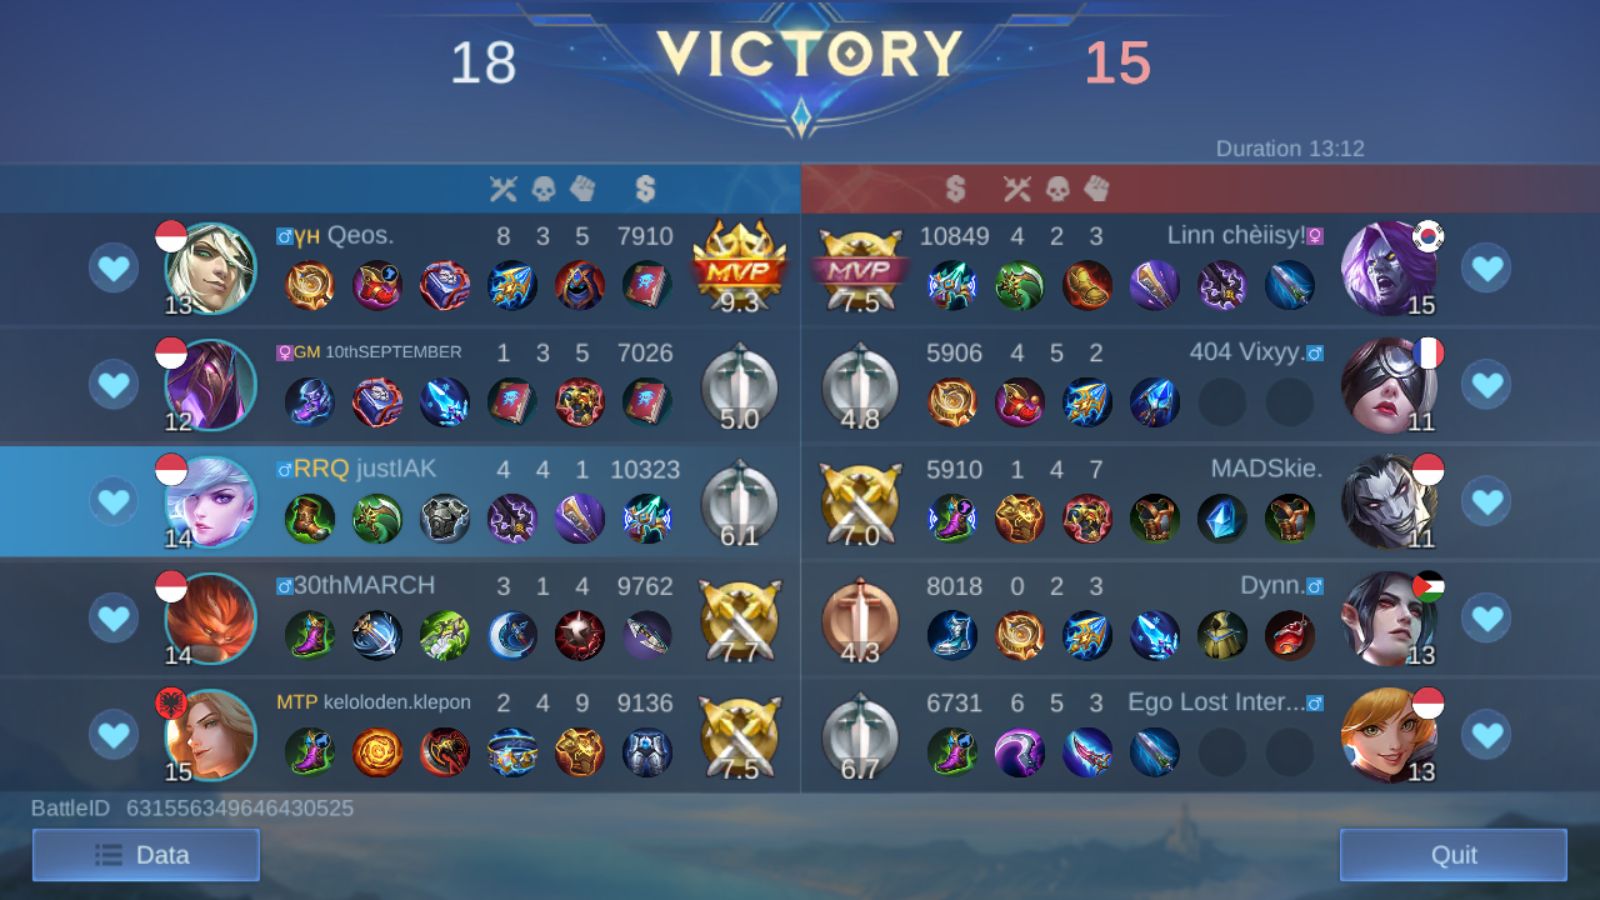 18 VICTORY 15
Duration 13:12
γH Qeos. 8 3 5 7910 MVP 9.3 13
MVP 7.5 10849 4 2 3 Linn chèiisy! 15
GM 10thSEPTEMBER 1 3 5 7026 5.0 12
4.8 5906 4 5 2 404 Vixyy. 11
RRQ justIAK 4 4 1 10323 6.1 14
7.0 5910 1 4 7 MADSkie. 11
30thMARCH 3 1 4 9762 7.7 14
4.3 8018 0 2 3 Dynn. 13
MTP keloloden.klepon 2 4 9 9136 7.5 15
6.7 6731 6 5 3 Ego Lost Inter... 13
BattleID 631556349646430525
Data
Quit